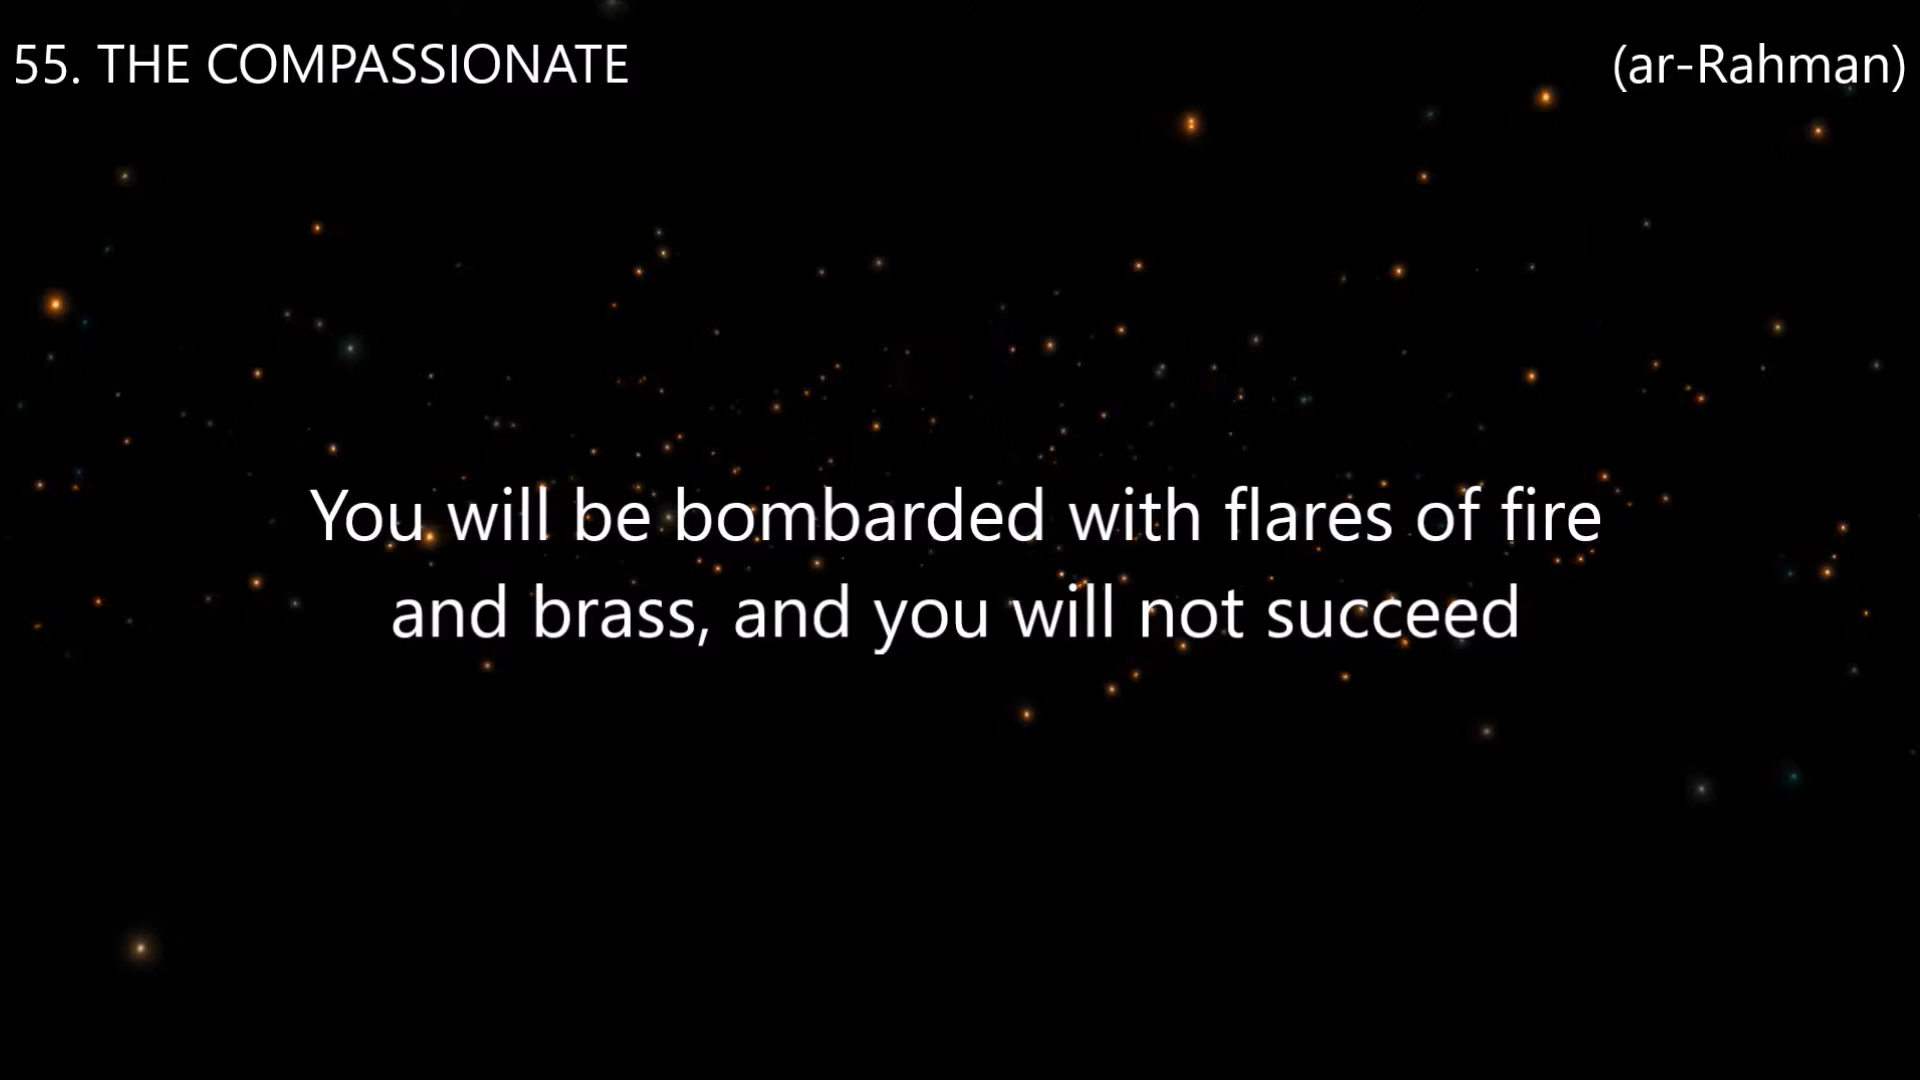 55. THE COMPASSIONATE (ar-Rahman)
You will be bombarded with flares of fire
and brass, and you will not succeed